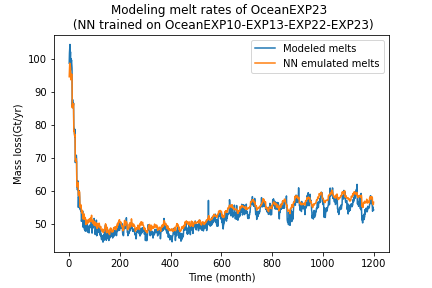 Modeling melt rates of OceanEXP23
(NN trained on OceanEXP10-EXP13-EXP22-EXP23)
Modeled melts
NN emulated melts
Mass loss(Gt/yr)
100
90
80
70
60
50
0
200
400
600
800
1000
1200
Time (month)